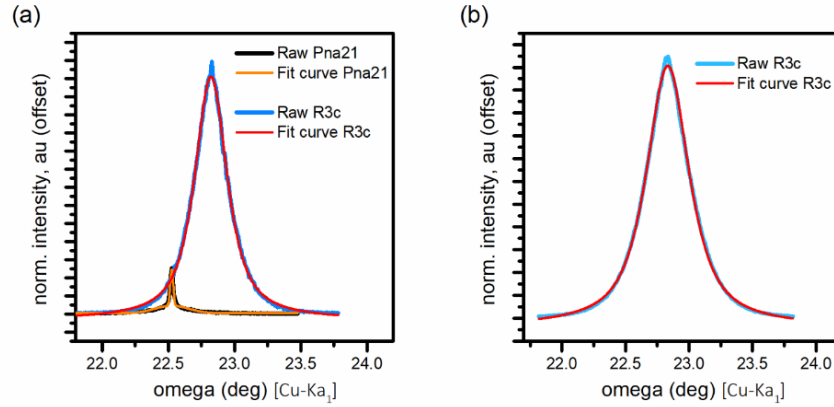 (a)
Raw Pna21
Fit curve Pna21
Raw R3c
Fit curve R3c
norm. intensity, au (offset)
22.0 22.5 23.0 23.5 24.0
omega (deg) [Cu-Ka₁]
(b)
Raw R3c
Fit curve R3c
norm. intensity, au (offset)
22.0 22.5 23.0 23.5 24.0
omega (deg) [Cu-Ka₁]